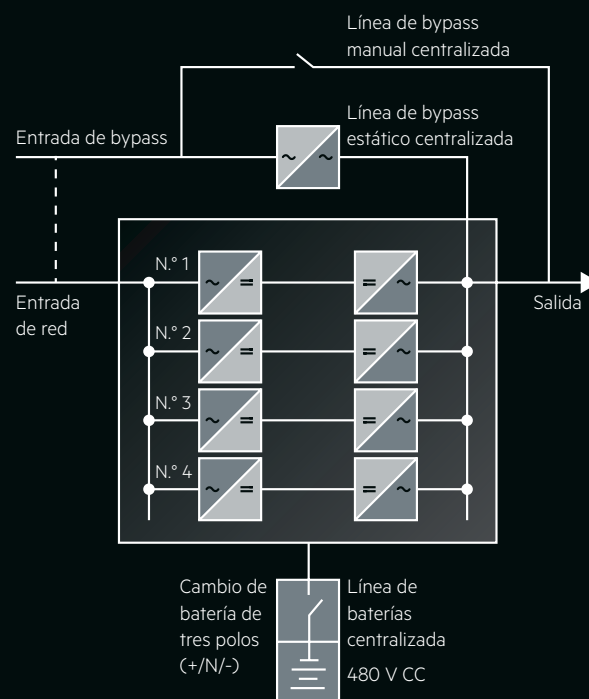 Línea de bypass
manual centralizada
Línea de bypass
estático centralizada
Entrada de bypass
N.° 1
Entrada
de red
Salida
N.° 2
N.° 3
N.° 4
Cambio de
batería de
tres polos
(+/N/-)
Línea de
baterías
centralizada
480 V CC